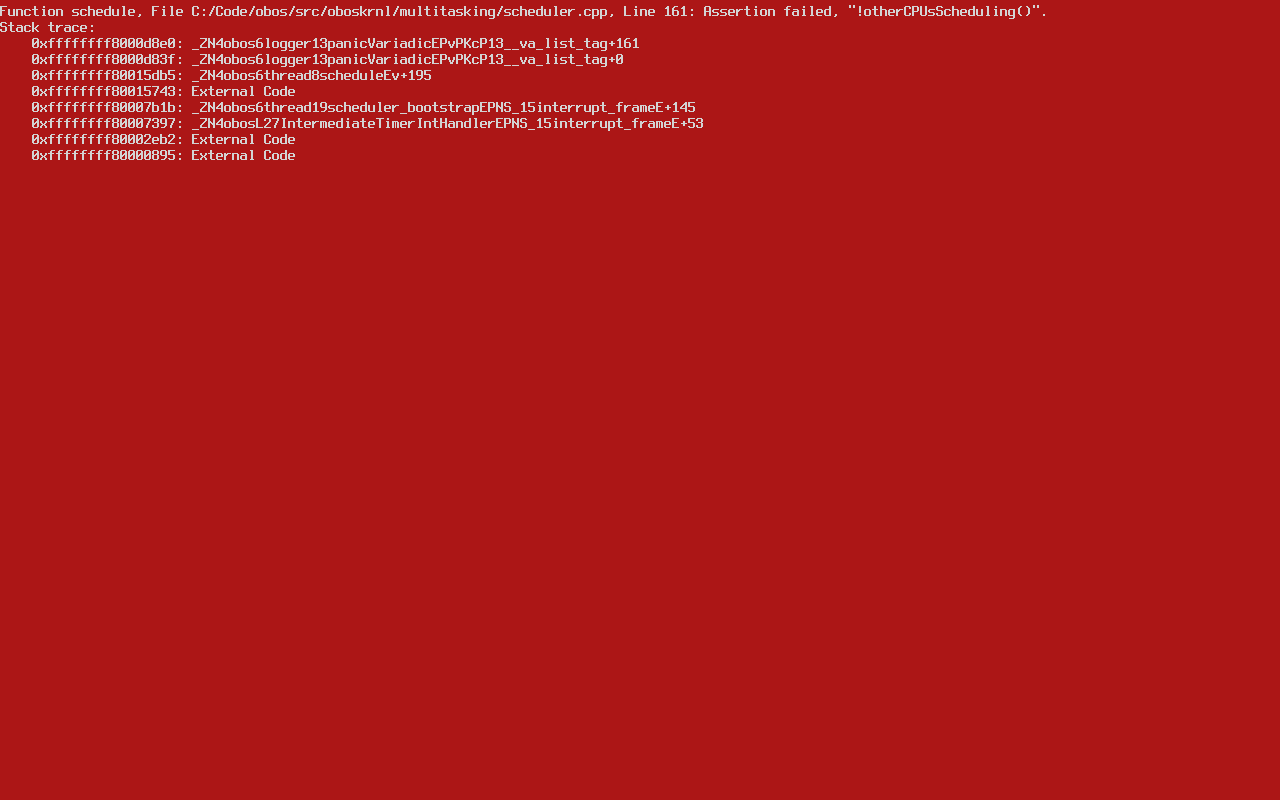 Function schedule, File C:/Code/obos/src/oboskrnl/multitasking/scheduler.cpp, Line 161: Assertion failed, "!otherCPUsScheduling()".
Stack trace:
    0xffffffff8000d8e0: _ZN4obos6logger13panicVariadicEPvPKcP13__va_list_tag+161
    0xffffffff8000d83f: _ZN4obos6logger13panicVariadicEPvPKcP13__va_list_tag+0
    0xffffffff80015db5: _ZN4obos6thread8scheduleEv+195
    0xffffffff80015743: External Code
    0xffffffff80007b1b: _ZN4obos6thread19scheduler_bootstrapEPNS_15interrupt_frameE+145
    0xffffffff80007397: _ZN4obosL27IntermediateTimerIntHandlerEPNS_15interrupt_frameE+53
    0xffffffff80002eb2: External Code
    0xffffffff80000895: External Code